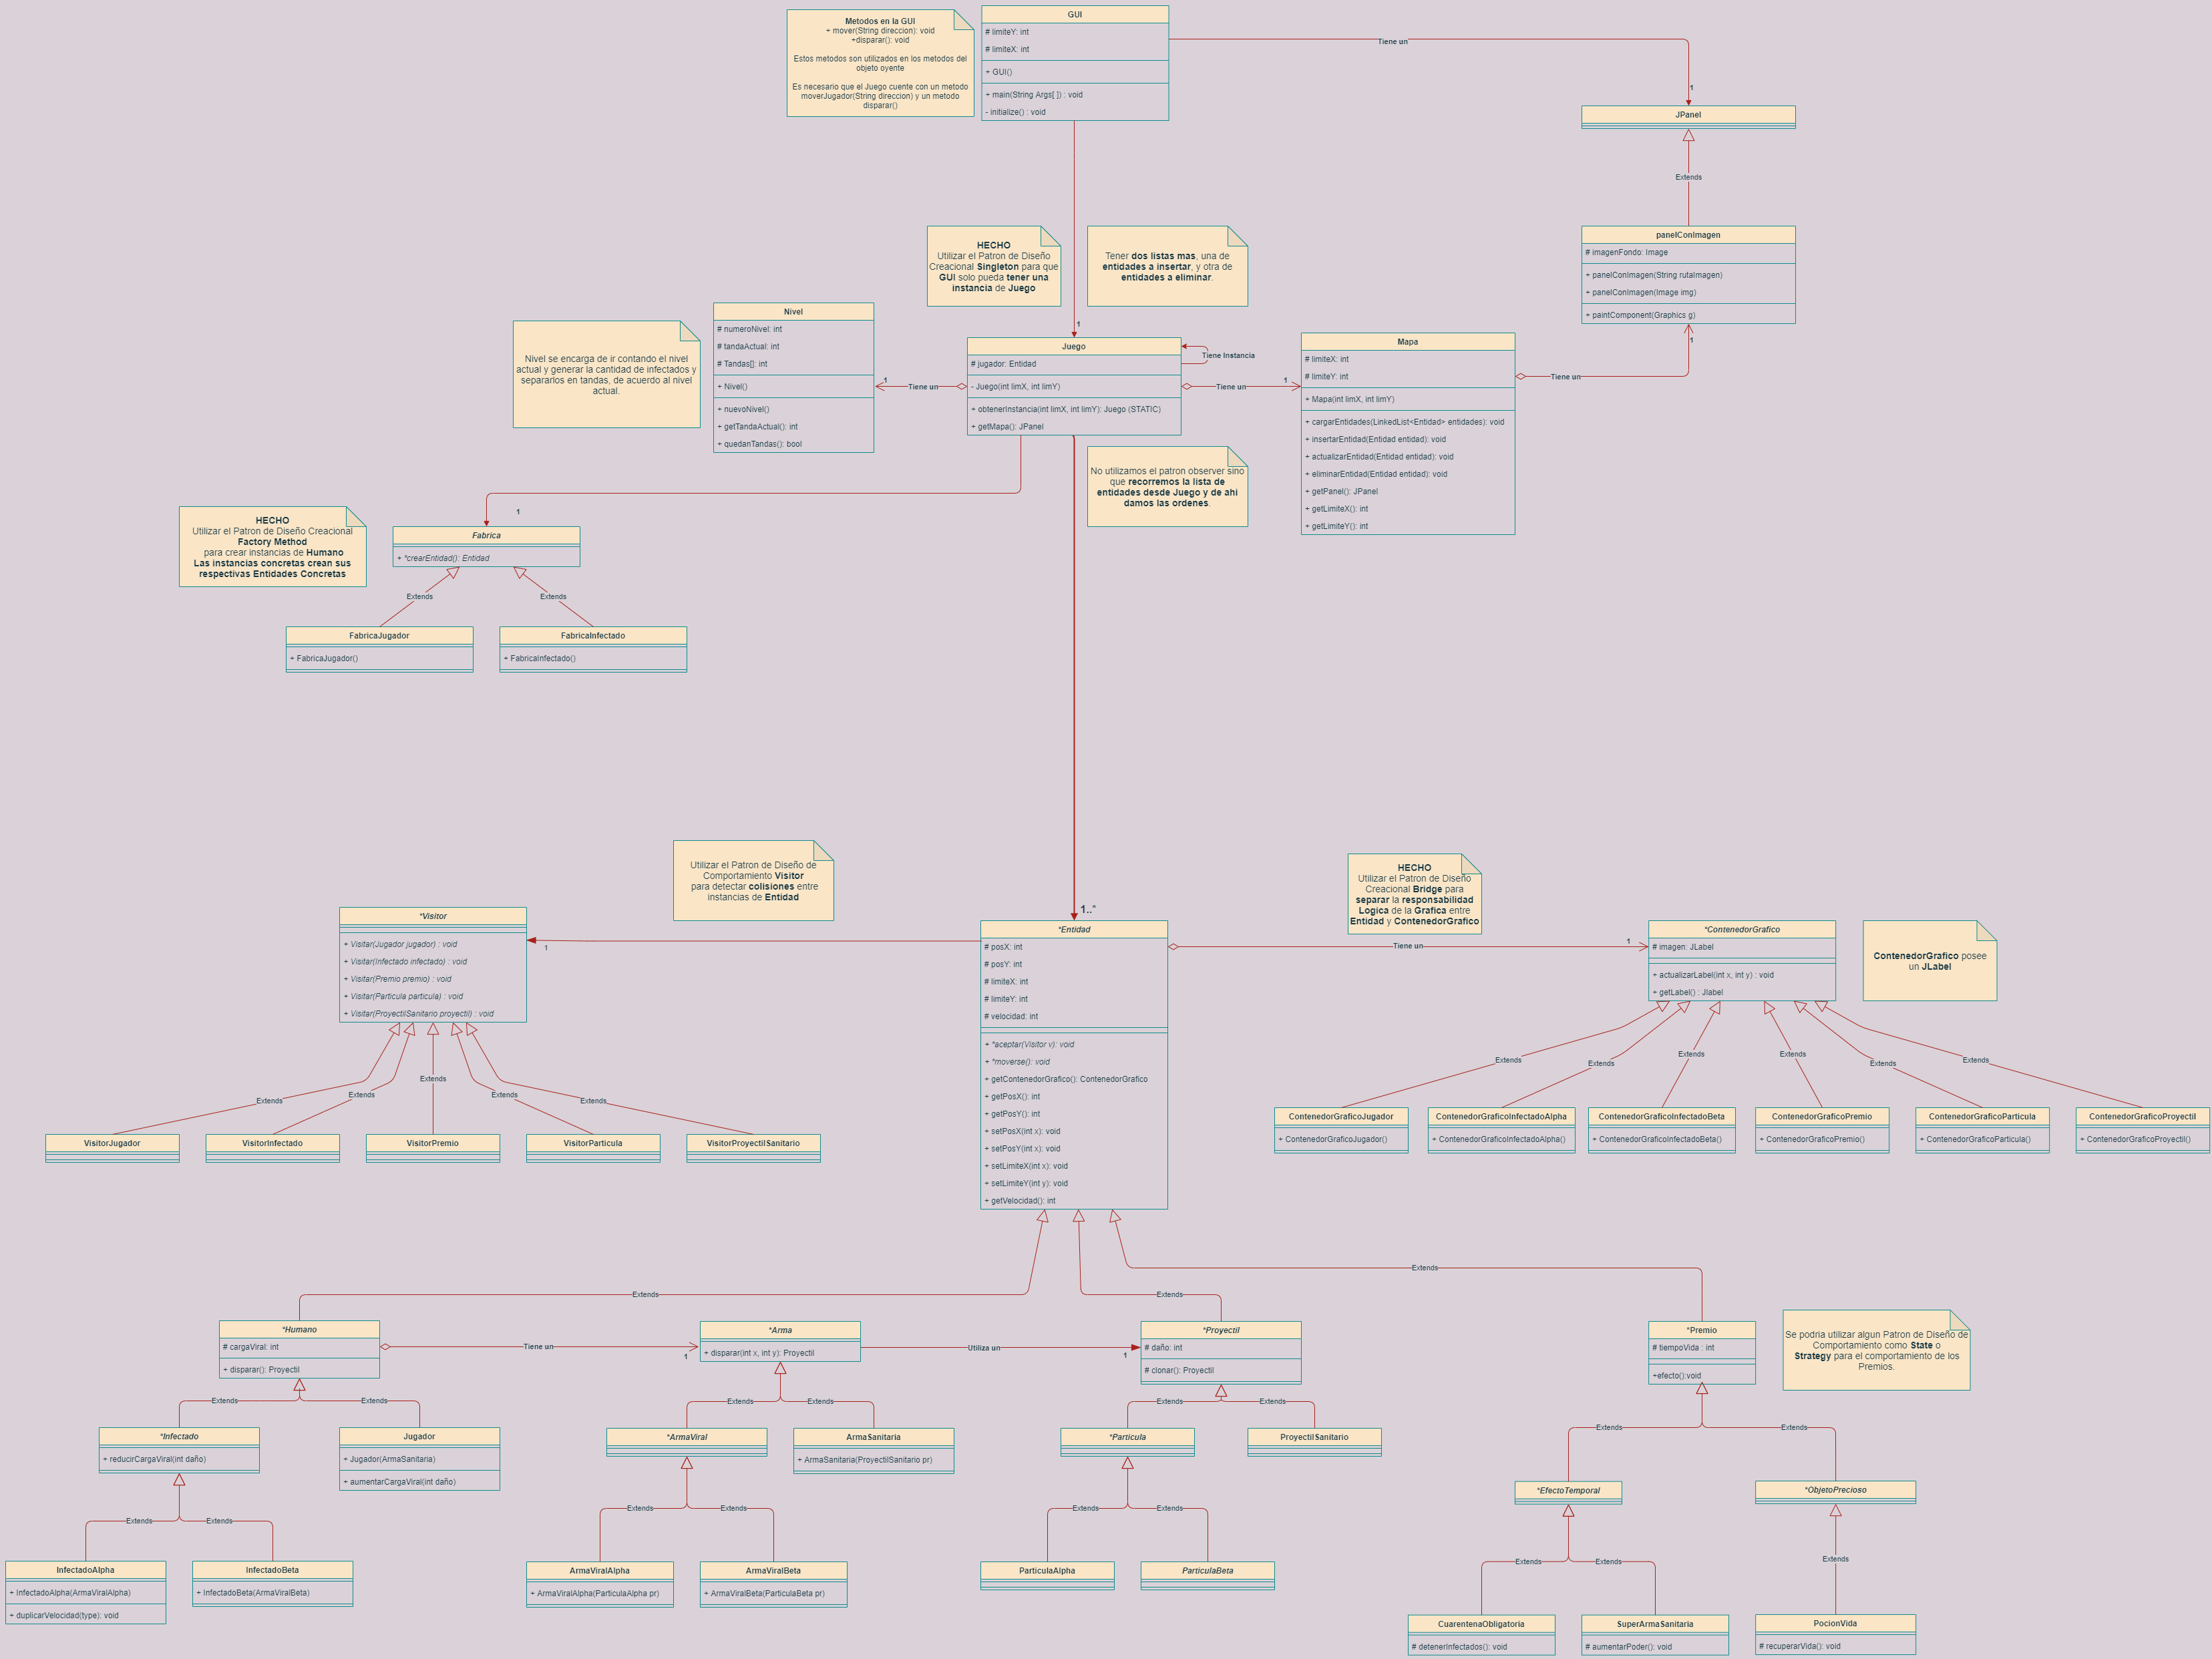 Metodos en la GUI
+ mover(String direccion): void
+disparar(): void
Estos metodos son utilizados en los metodos del
objeto oyente
Es necesario que el Juego cuente con un metodo
moverJugador(String direccion) y un metodo
disparar()
GUI
# limiteY: int
# limiteX: int
+ GUI()
+ main(String Args[ ]) : void
- initialize() : void
Tiene un
1
JPanel
Extends
panelConImagen
# imagenFondo: Image
+ panelConImagen(String rutaImagen)
+ panelConImagen(Image img)
+ paintComponent(Graphics g)
1
HECHO
Utilizar el Patron de Diseño
Creacional Singleton para que
GUI solo pueda tener una
instancia de Juego
Tener dos listas mas, una de
entidades a insertar, y otra de
entidades a eliminar.
1
Nivel se encarga de ir contando el nivel
actual y generar la cantidad de infectados y
separarlos en tandas, de acuerdo al nivel
actual.
Nivel
# numeroNivel: int
# tandaActual: int
# Tandas[]: int
+ Nivel()
+ nuevoNivel()
+ getTandaActual(): int
+ quedanTandas(): bool
1
Tiene un
Juego
# jugador: Entidad
- Juego(int limX, int limY)
+ obtenerInstancia(int limX, int limY): Juego (STATIC)
+ getMapa(): JPanel
Tiene Instancia
Tiene un
1
Mapa
# limiteX: int
# limiteY: int
+ Mapa(int limX, int limY)
+ cargarEntidades(LinkedList<Entidad> entidades): void
+ insertarEntidad(Entidad entidad): void
+ actualizarEntidad(Entidad entidad): void
+ eliminarEntidad(Entidad entidad): void
+ getPanel(): JPanel
+ getLimiteX(): int
+ getLimiteY(): int
Tiene un
No utilizamos el patron observer sino
que recorremos la lista de
entidades desde Juego y de ahi
damos las ordenes.
HECHO
Utilizar el Patron de Diseño Creacional
Factory Method
para crear instancias de Humano
Las instancias concretas crean sus
respectivas Entidades Concretas
1
Fabrica
+ *crearEntidad(): Entidad
Extends
Extends
FabricaJugador
+ FabricaJugador()
FabricaInfectado
+ FabricaInfectado()
Utilizar el Patron de Diseño de
Comportamiento Visitor
para detectar colisiones entre
instancias de Entidad
HECHO
Utilizar el Patron de Diseño
Creacional Bridge para
separar la responsabilidad
Logica de la Grafica entre
Entidad y ContenedorGrafico
1..*
*Visitor
+ Visitar(Jugador jugador) : void
+ Visitar(Infectado infectado) : void
+ Visitar(Premio premio) : void
+ Visitar(Particula particula) : void
+ Visitar(ProyectilSanitario proyectil) : void
1
*Entidad
# posX: int
# posY: int
# limiteX: int
# limiteY: int
# velocidad: int
+ *aceptar(Visitor v): void
+ *moverse(): void
+ getContenedorGrafico(): ContenedorGrafico
+ getPosX(): int
+ getPosY(): int
+ setPosX(int x): void
+ setPosY(int x): void
+ setLimiteX(int x): void
+ setLimiteY(int y): void
+ getVelocidad(): int
Tiene un
1
*ContenedorGrafico
# imagen: JLabel
+ actualizarLabel(int x, int y) : void
+ getLabel() : Jlabel
ContenedorGrafico posee
un JLabel
Extends
Extends
Extends
Extends
Extends
VisitorJugador
VisitorInfectado
VisitorPremio
VisitorParticula
VisitorProyectilSanitario
Extends
Extends
Extends
Extends
Extends
Extends
ContenedorGraficoJugador
+ ContenedorGraficoJugador()
ContenedorGraficoInfectadoAlpha
+ ContenedorGraficoInfectadoAlpha()
ContenedorGraficoInfectadoBeta
+ ContenedorGraficoInfectadoBeta()
ContenedorGraficoPremio
+ ContenedorGraficoPremio()
ContenedorGraficoParticula
+ ContenedorGraficoParticula()
ContenedorGraficoProyectil
+ ContenedorGraficoProyectil()
Extends
Extends
Extends
*Humano
# cargaViral: int
+ disparar(): Proyectil
Tiene un
1
*Arma
+ disparar(int x, int y): Proyectil
Utiliza un
1
*Proyectil
# daño: int
# clonar(): Proyectil
*Premio
# tiempoVida : int
+efecto():void
Se podria utilizar algun Patron de Diseño de
Comportamiento como State o
Strategy para el comportamiento de los
Premios.
Extends
Extends
Extends
Extends
Extends
Extends
Extends
Extends
*Infectado
+ reducirCargaViral(int daño)
Jugador
+ Jugador(ArmaSanitaria)
+ aumentarCargaViral(int daño)
*ArmaViral
ArmaSanitaria
+ ArmaSanitaria(ProyectilSanitario pr)
*Particula
ProyectilSanitario
*EfectoTemporal
*ObjetoPrecioso
Extends
Extends
Extends
Extends
Extends
Extends
Extends
Extends
Extends
InfectadoAlpha
+ InfectadoAlpha(ArmaViralAlpha)
+ duplicarVelocidad(type): void
InfectadoBeta
+ InfectadoBeta(ArmaViralBeta)
ArmaViralAlpha
+ ArmaViralAlpha(ParticulaAlpha pr)
ArmaViralBeta
+ ArmaViralBeta(ParticulaBeta pr)
ParticulaAlpha
ParticulaBeta
CuarentenaObligatoria
# detenerInfectados(): void
SuperArmaSanitaria
# aumentarPoder(): void
PocionVida
# recuperarVida(): void